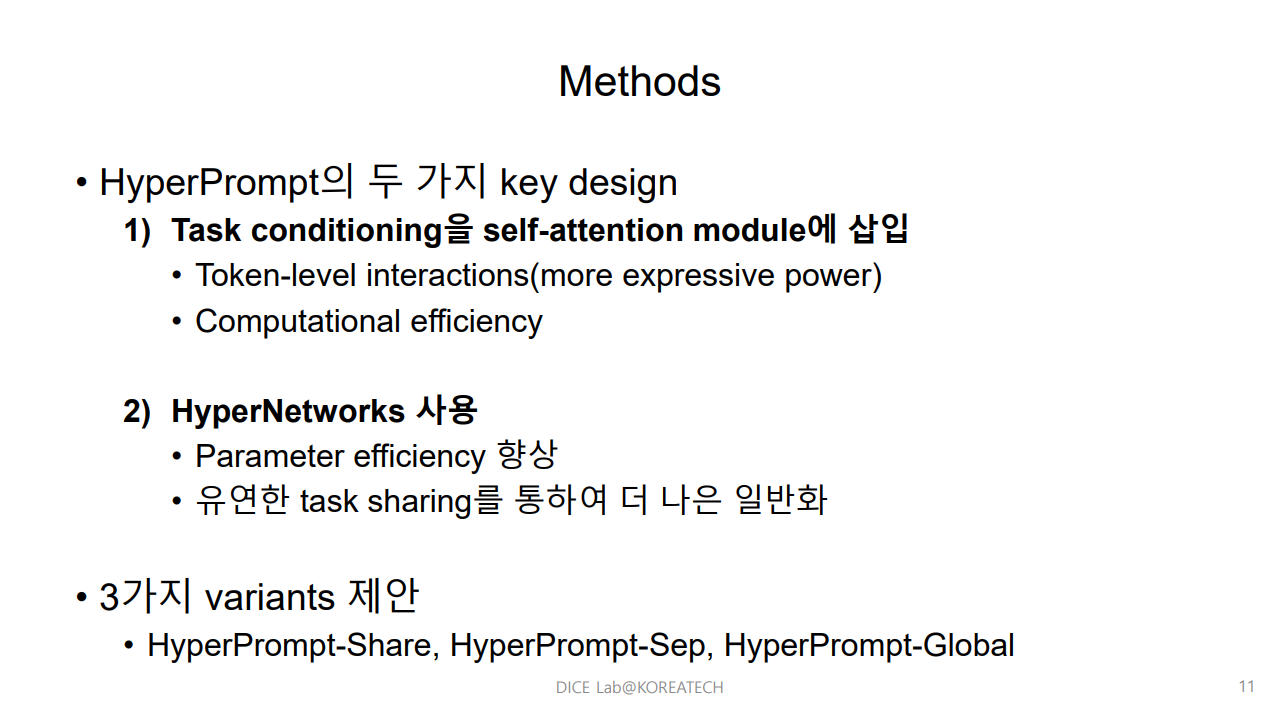 Methods
• HyperPrompt의 두 가지 key design
1) Task conditioning을 self-attention module에 삽입
• Token-level interactions(more expressive power)
• Computational efficiency
2) HyperNetworks 사용
• Parameter efficiency 향상
• 유연한 task sharing를 통하여 더 나은 일반화
• 3가지 variants 제안
• HyperPrompt-Share, HyperPrompt-Sep, HyperPrompt-Global
DICE Lab@KOREATECH
11